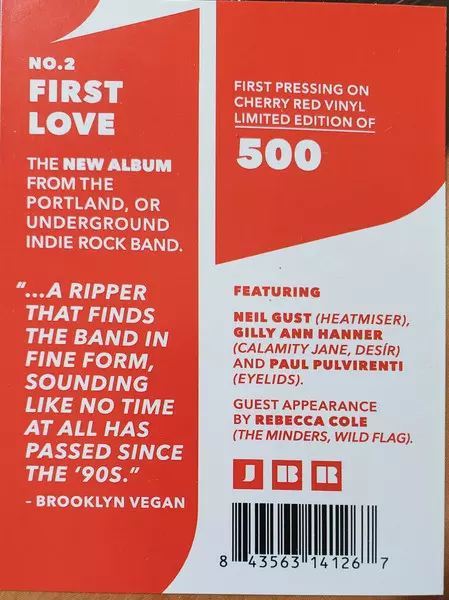 NO.2
FIRST
LOVE
THE NEW ALBUM
FROM THE
PORTLAND, OR
UNDERGROUND
INDIE ROCK BAND.
“...A RIPPER
THAT FINDS
THE BAND IN
FINE FORM,
SOUNDING
LIKE NO TIME
AT ALL HAS
PASSED SINCE
THE ‘90S.”
– BROOKLYN VEGAN
FIRST PRESSING ON
CHERRY RED VINYL
LIMITED EDITION OF
500
FEATURING
NEIL GUST (HEATMISER),
GILLY ANN HANNER
(CALAMITY JANE, DESÍR)
AND PAUL PULVIRENTI
(EYELIDS).
GUEST APPEARANCE
BY REBECCA COLE
(THE MINDERS, WILD FLAG).
J B R
8 43563 14126 7